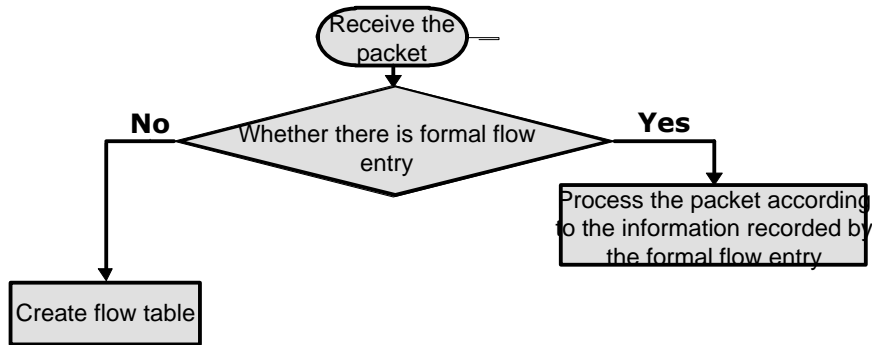 Receive the
packet
No
Yes
Whether there is formal flow
entry
Process the packet according
to the information recorded by
the formal flow entry
Create flow table